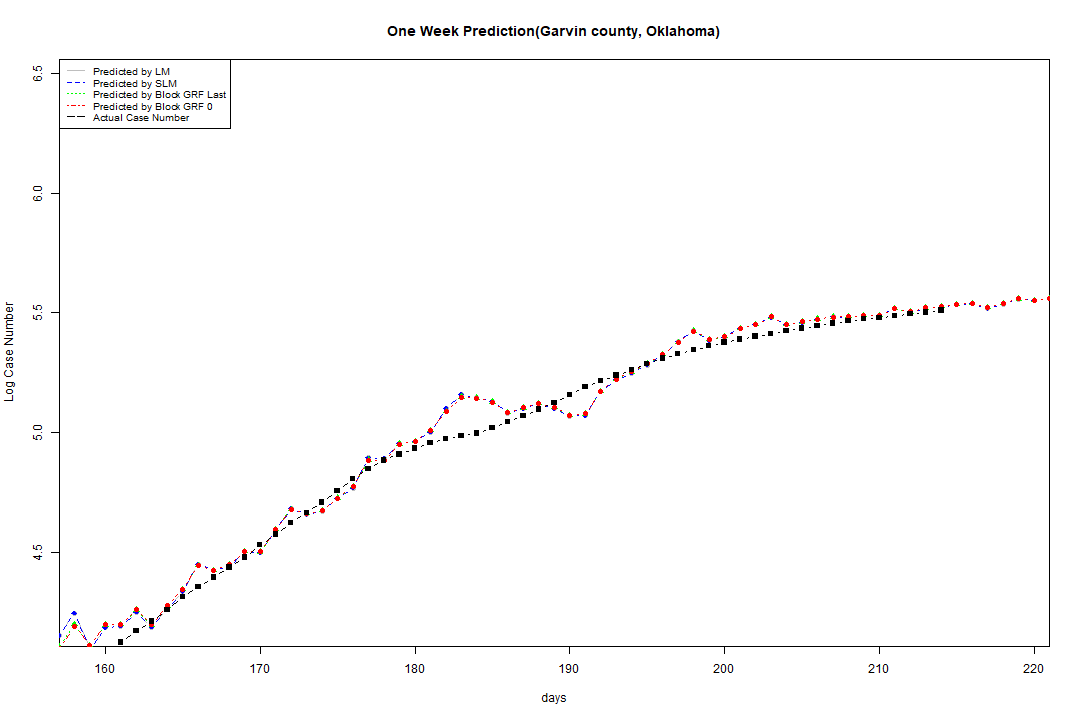 One Week Prediction(Garvin county, Oklahoma)
Predicted by LM
Predicted by SLM
Predicted by Block GRF Last
Predicted by Block GRF 0
Actual Case Number
6.5
6.0
5.5
5.0
4.5
Log Case Number
160 170 180 190 200 210 220
days